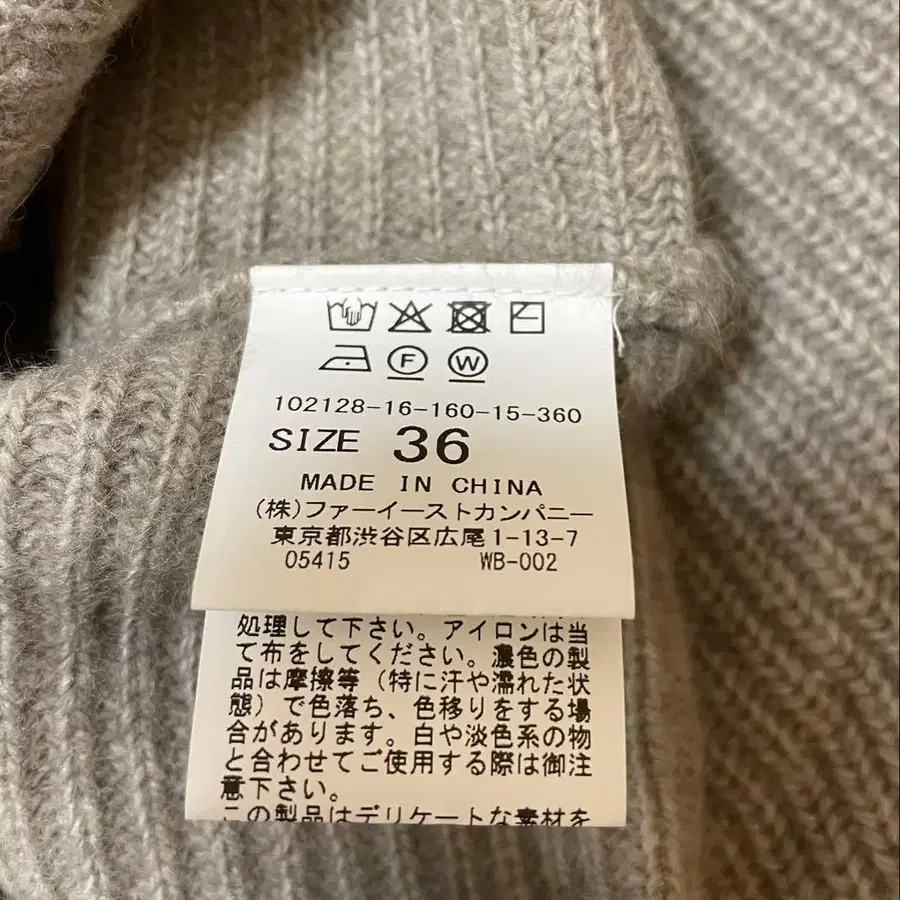 F W
102128-16-160-15-360
SIZE 36
MADE IN CHINA
(株)ファーイーストカンパニー
東京都渋谷区広尾1-13-7
05415 WB-002
処理して下さい。アイロンは当
て布をしてください。濃色の製
品は摩擦等（特に汗や濡れた状
態）で色落ち、色移りをする場
合があります。白や淡色系の物
と合わせてご使用する際は御注
意下さい。
この製品はデリケートな素材を